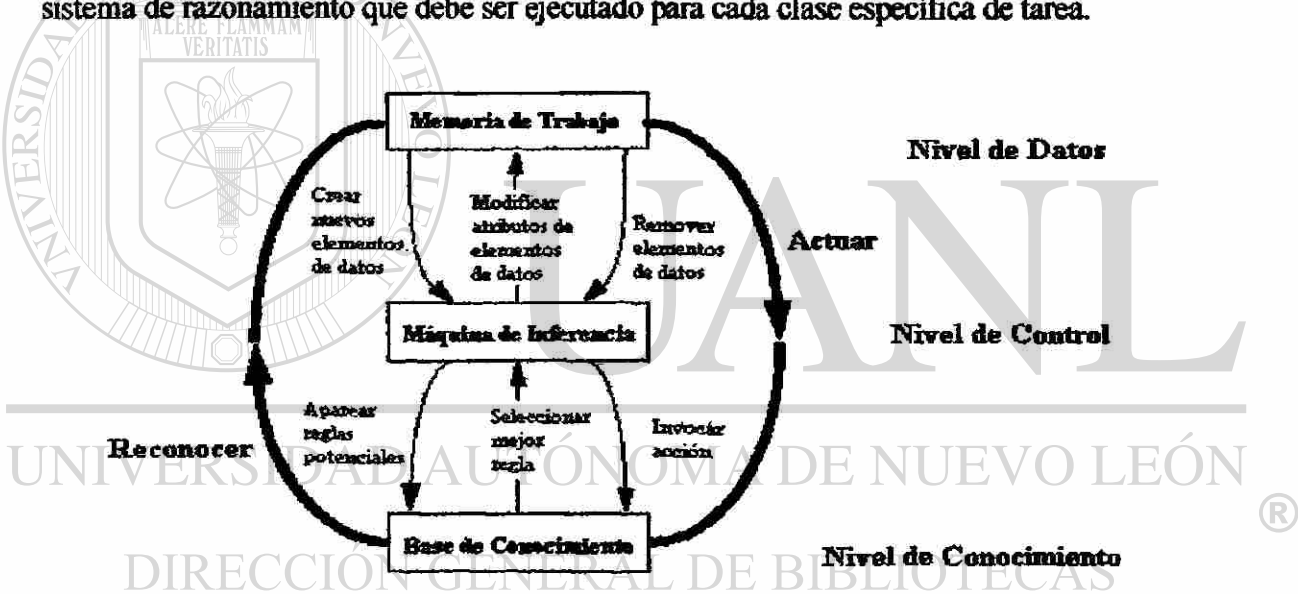 sistema de razonamiento que debe ser ejecutado para cada clase específica de tarea.
ALERE FLAMMAM
VERITATIS
Memoria de Trabajo
Nivel de Datos
Crear
nuevos
elementos
de datos
Modificar
atributos de
elementos
de datos
Remover
elementos
de datos
Actuar
UANL
Máquina de Inferencia
Nivel de Control
Aparear
reglas
potenciales
Seleccionar
mejor
regla
Invocar
acción
Reconocer
UNIVERSIDAD AUTÓNOMA DE NUEVO LEÓN
®
Base de Conocimiento
Nivel de Conocimiento
DIRECCIÓN GENERAL DE BIBLIOTECAS